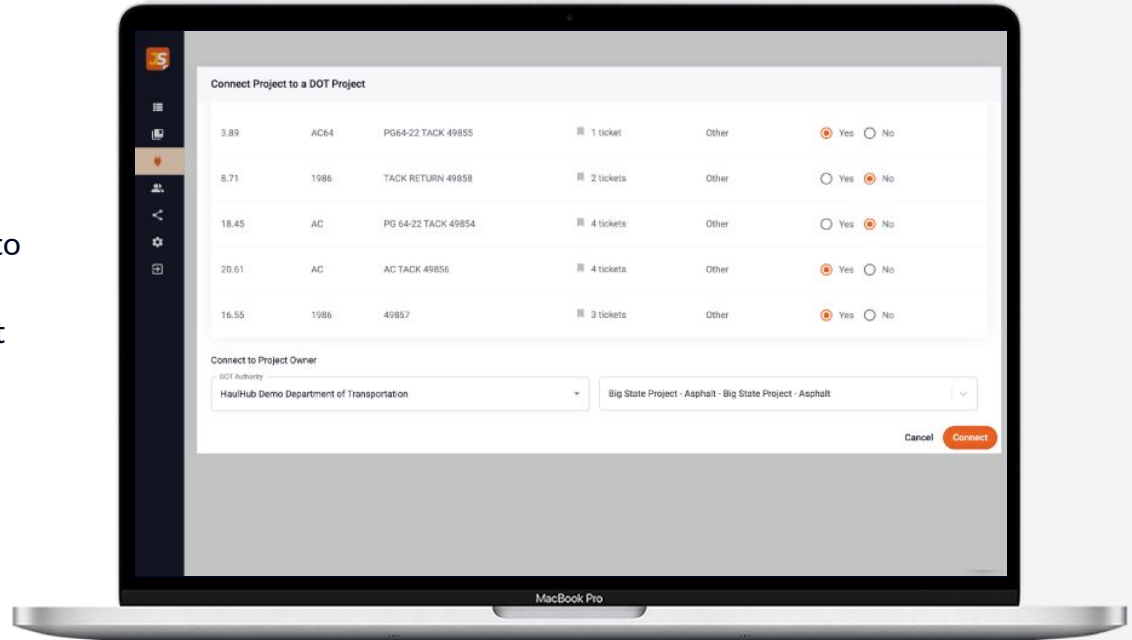 to
t
JS
Connect Project to a DOT Project
3.89 AC64 PG64-22 TACK 49855 1 ticket Other Yes No
8.71 1986 TACK RETURN 49858 2 tickets Other Yes No
18.45 AC PG 64-22 TACK 49854 4 tickets Other Yes No
20.61 AC AC TACK 49856 4 tickets Other Yes No
16.55 1986 49857 3 tickets Other Yes No
Connect to Project Owner
DOT Authority
HaulHub Demo Department of Transportation Big State Project - Asphalt - Big State Project - Asphalt
Cancel Connect
MacBook Pro